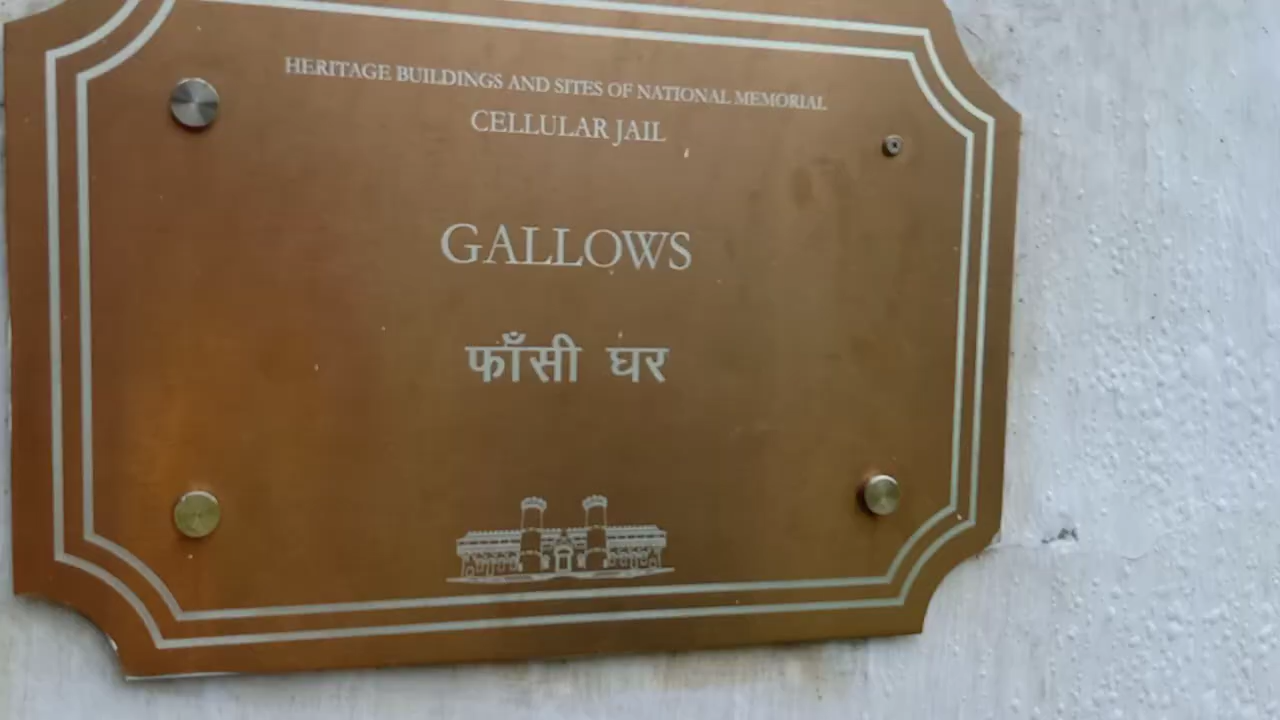 HERITAGE BUILDINGS AND SITES OF NATIONAL MEMORIAL
CELLULAR JAIL
GALLOWS
फाँसी घर